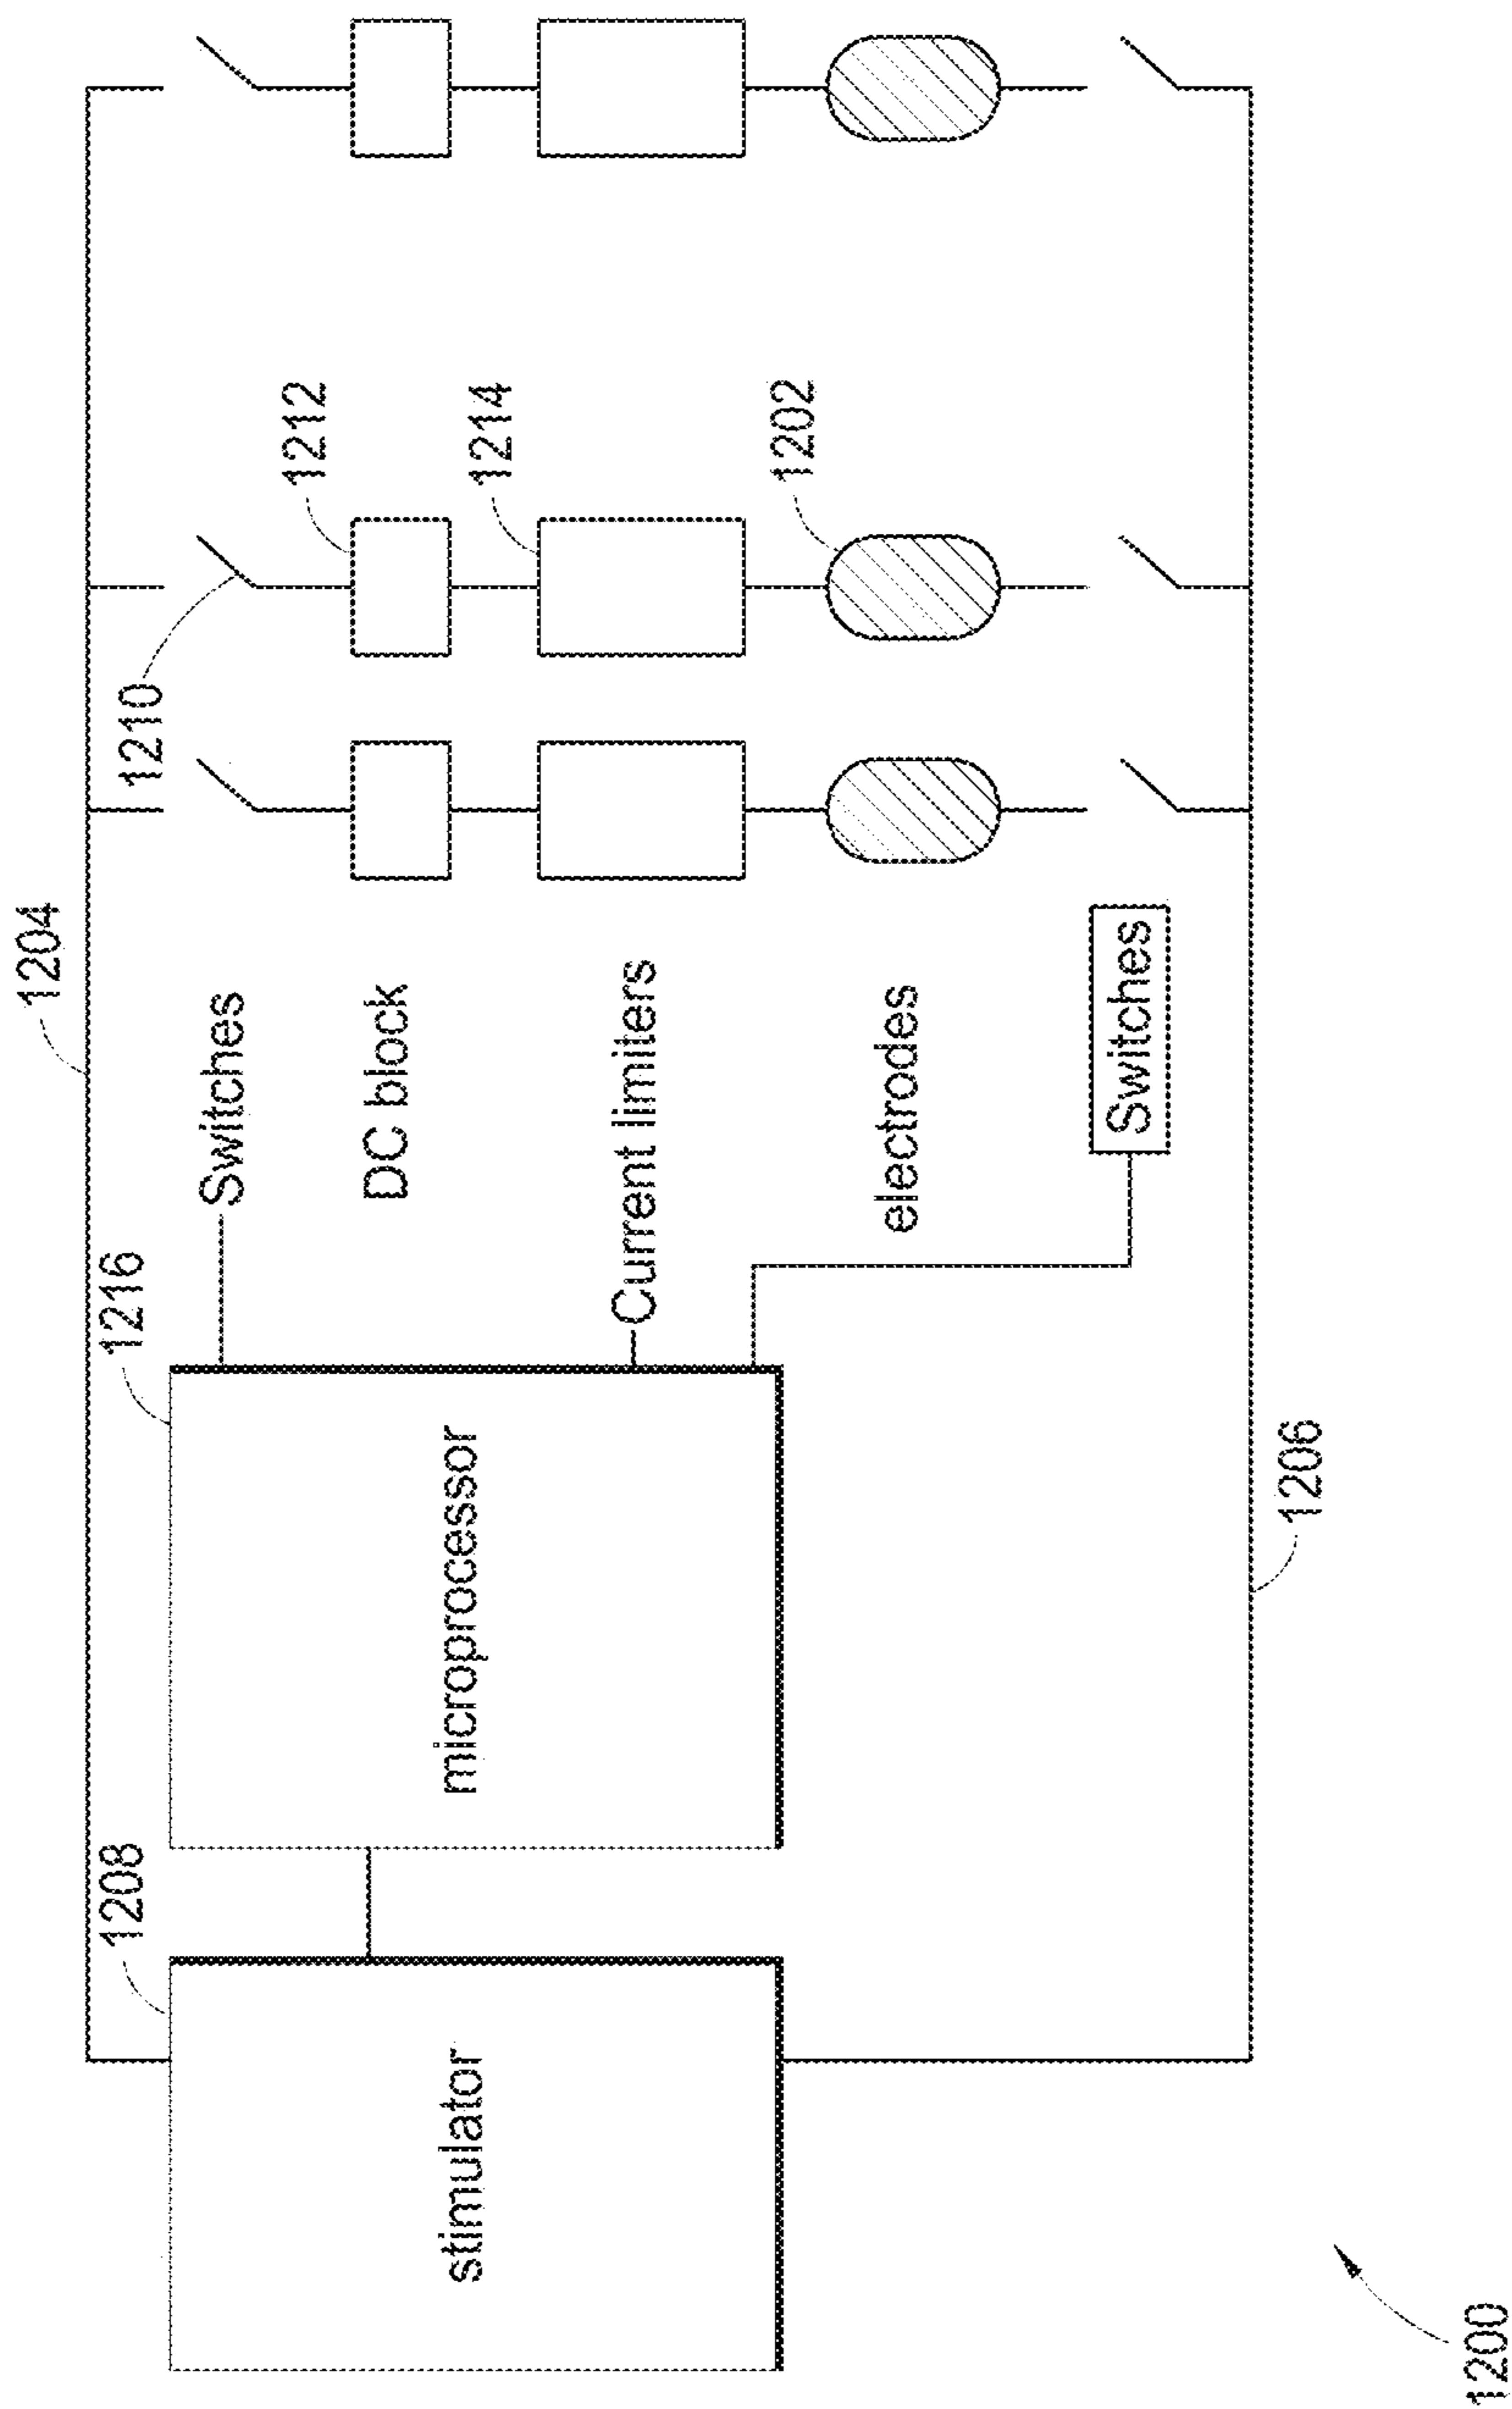 1204
1208
1216
Switches
1210
1212
DC block
1214
stimulator
microprocessor
Current limiters
1202
electrodes
Switches
1206
1200